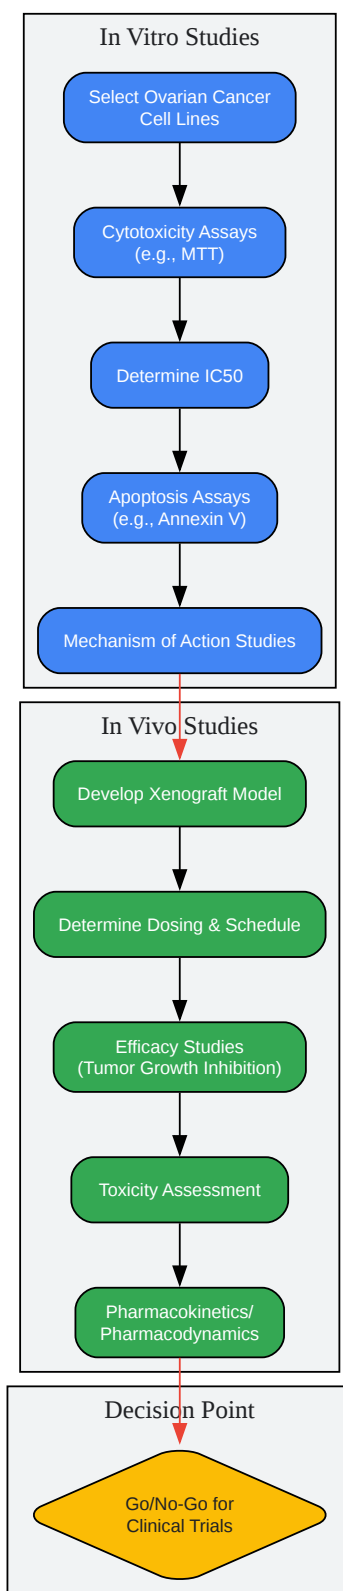 In Vitro Studies
Select Ovarian Cancer
Cell Lines
Cytotoxicity Assays
(e.g., MTT)
Determine IC50
Apoptosis Assays
(e.g., Annexin V)
Mechanism of Action Studies
In Vivo Studies
Develop Xenograft Model
Determine Dosing & Schedule
Efficacy Studies
(Tumor Growth Inhibition)
Toxicity Assessment
Pharmacokinetics/
Pharmacodynamics
Decision Point
Go/No-Go for
Clinical Trials